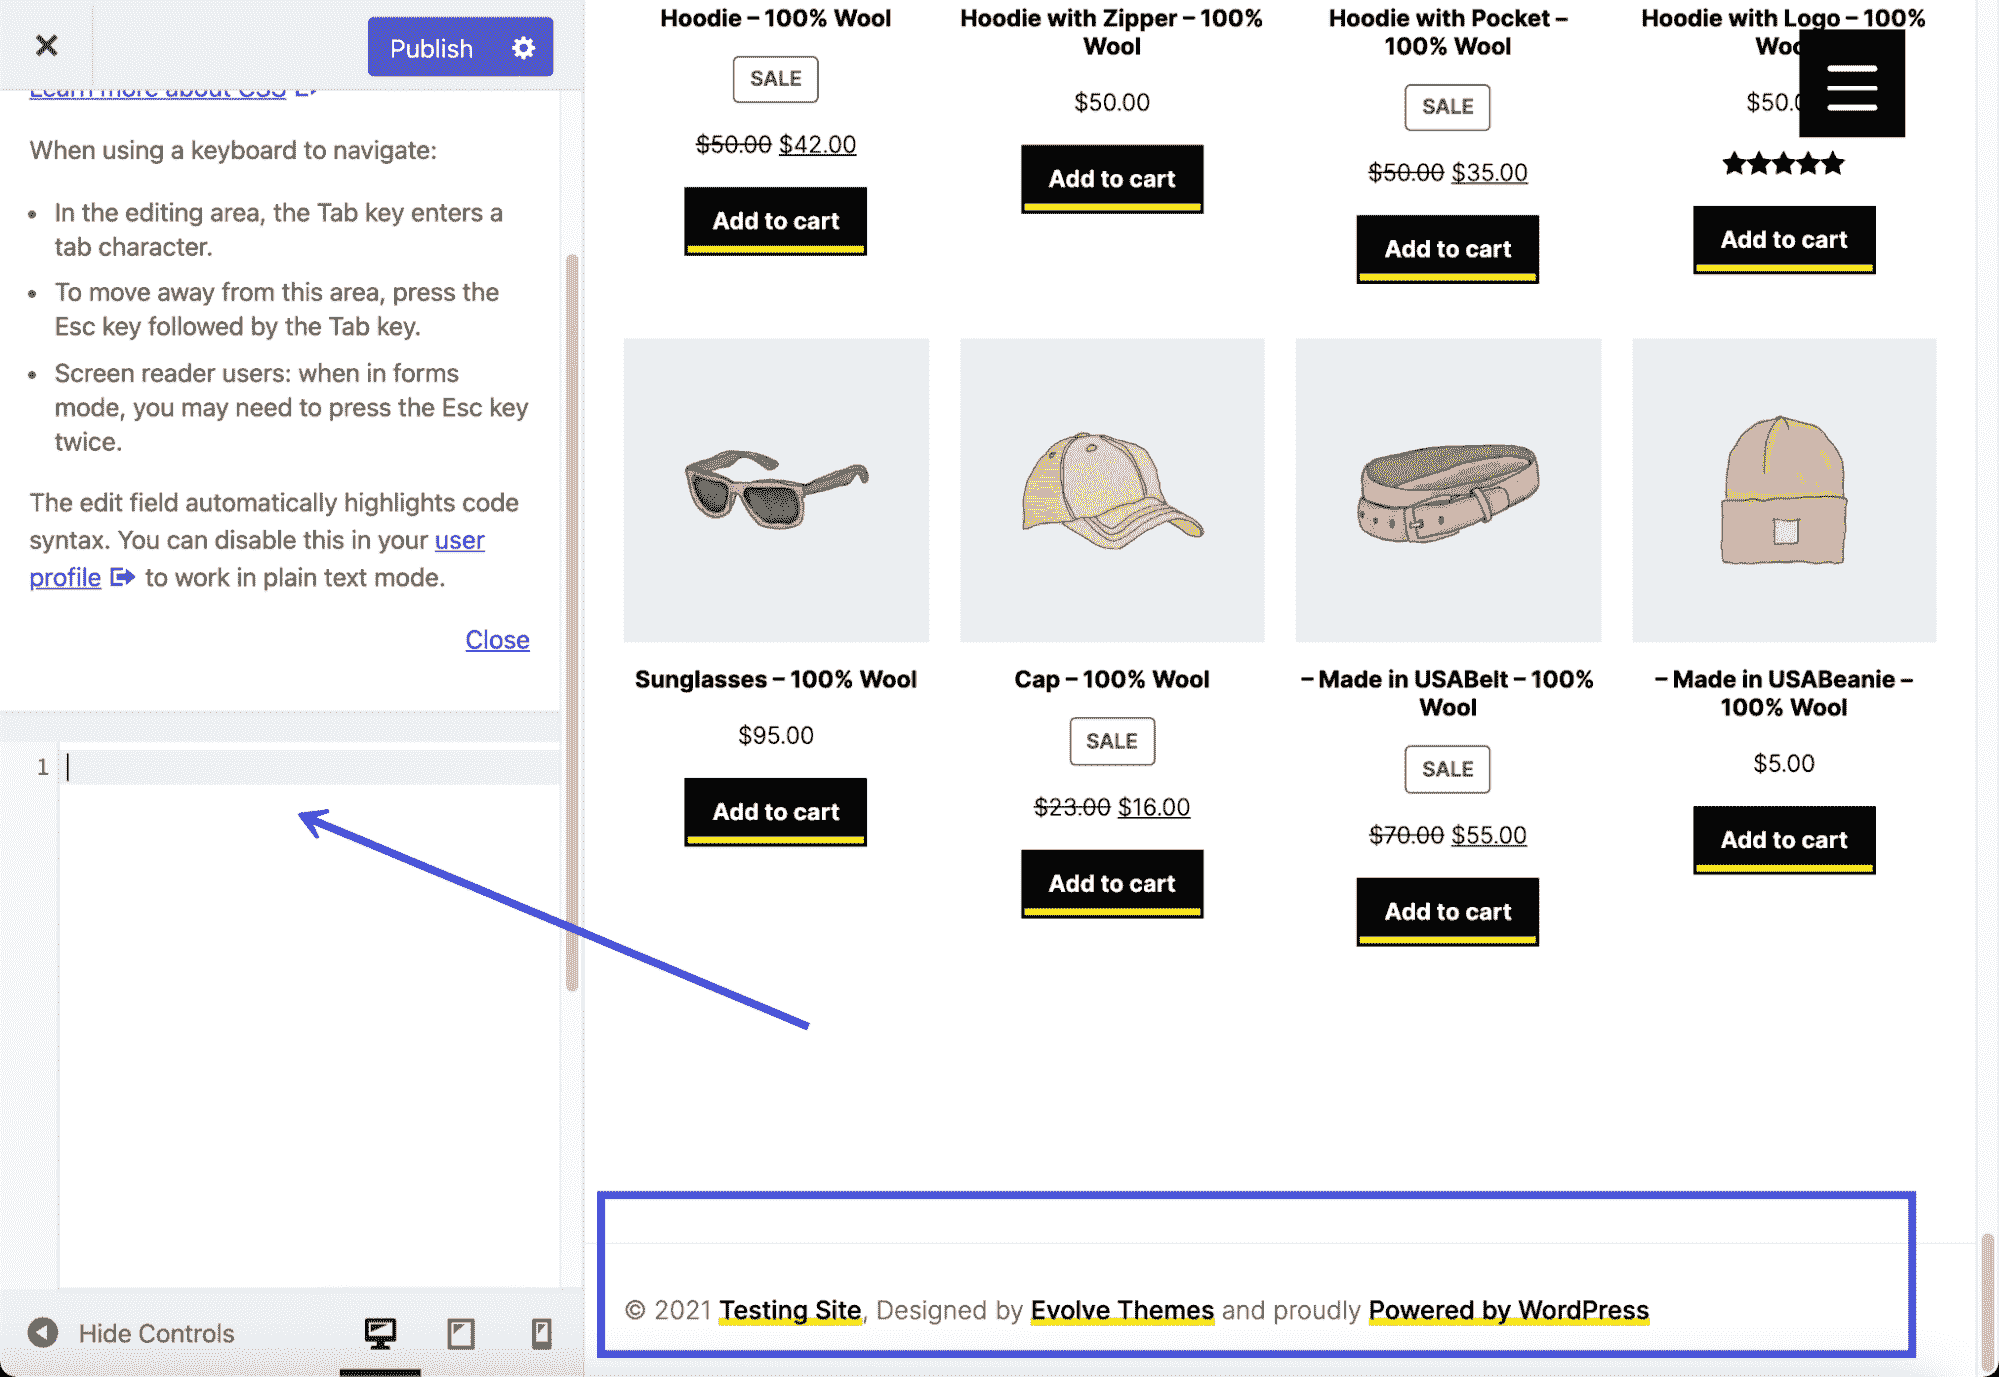 Publish
Learn more about CSS
When using a keyboard to navigate:
In the editing area, the Tab key enters a
tab character.
To move away from this area, press the
Esc key followed by the Tab key.
Screen reader users: when in forms
mode, you may need to press the Esc key
twice.
The edit field automatically highlights code
syntax. You can disable this in your user
profile to work in plain text mode.
Close
1
Hide Controls
Hoodie – 100% Wool
SALE
$50.00 $42.00
Add to cart
Hoodie with Zipper – 100%
Wool
$50.00
Add to cart
Hoodie with Pocket –
100% Wool
SALE
$50.00 $35.00
Add to cart
Hoodie with Logo – 100%
Add to cart
Sunglasses – 100% Wool
$95.00
Add to cart
Cap – 100% Wool
SALE
$23.00 $16.00
Add to cart
– Made in USABelt – 100%
Wool
SALE
$70.00 $55.00
Add to cart
– Made in USABeanie –
100% Wool
$5.00
Add to cart
© 2021 Testing Site, Designed by Evolve Themes and proudly Powered by WordPress